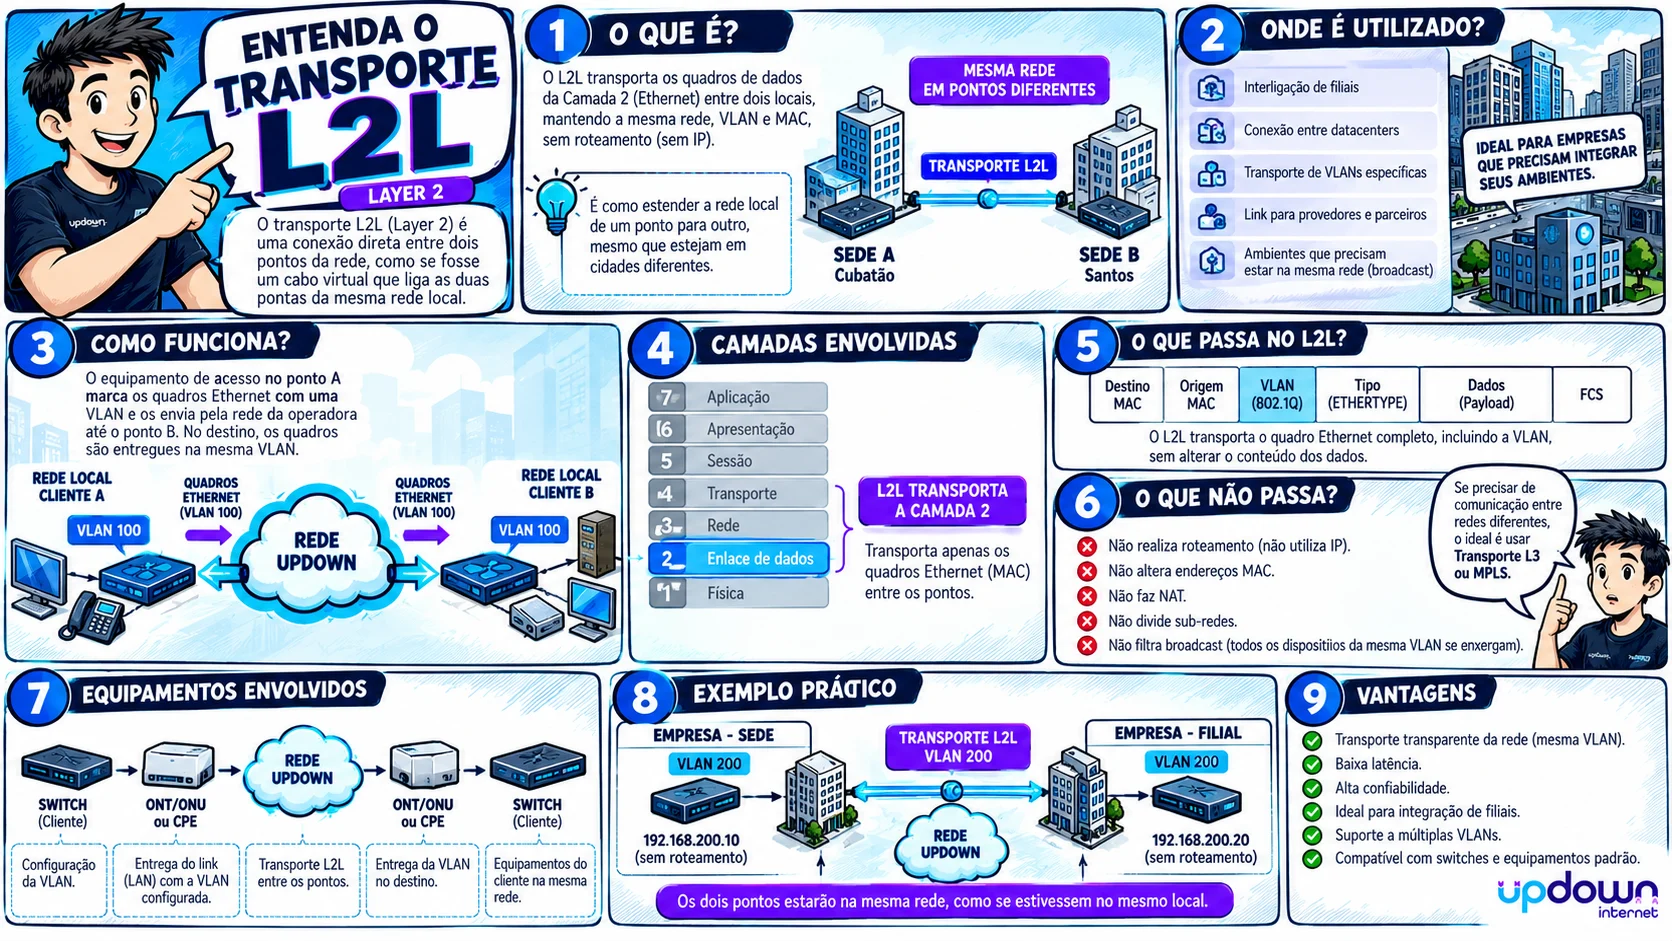 ENTENDA O
TRANSPORTE
L2L
LAYER 2
O transporte L2L (Layer 2) é
uma conexão direta entre dois
pontos da rede, como se fosse
um cabo virtual que liga as duas
pontas da mesma rede local.
updown
1 O QUE É?
O L2L transporta os quadros de dados
da Camada 2 (Ethernet) entre dois locais,
mantendo a mesma rede, VLAN e MAC,
sem roteamento (sem IP).
É como estender a rede local
de um ponto para outro,
mesmo que estejam em
cidades diferentes.
MESMA REDE
EM PONTOS DIFERENTES
TRANSPORTE L2L
SEDE A
Cubatão
SEDE B
Santos
2 ONDE É UTILIZADO?
Interligação de filiais
Conexão entre datacenters
Transporte de VLANs específicas
Link para provedores e parceiros
Ambientes que precisam
estar na mesma rede (broadcast)
IDEAL PARA EMPRESAS
QUE PRECISAM INTEGRAR
SEUS AMBIENTES.
3 COMO FUNCIONA?
O equipamento de acesso no ponto A
marca os quadros Ethernet com uma
VLAN e os envia pela rede da operadora
até o ponto B. No destino, os quadros
são entregues na mesma VLAN.
REDE LOCAL
CLIENTE A
VLAN 100
QUADROS
ETHERNET
(VLAN 100)
REDE
UPDOWN
QUADROS
ETHERNET
(VLAN 100)
REDE LOCAL
CLIENTE B
VLAN 100
4 CAMADAS ENVOLVIDAS
7 Aplicação
6 Apresentação
5 Sessão
4 Transporte
3 Rede
2 Enlace de dados
1 Física
L2L TRANSPORTA
A CAMADA 2
Transporta apenas os
quadros Ethernet (MAC)
entre os pontos.
5 O QUE PASSA NO L2L?
Destino
MAC
Origem
MAC
VLAN
(802.1Q)
Tipo
(ETHERTYPE)
Dados
(Payload)
FCS
O L2L transporta o quadro Ethernet completo, incluindo a VLAN,
sem alterar o conteúdo dos dados.
6 O QUE NÃO PASSA?
Não realiza roteamento (não utiliza IP).
Não altera endereços MAC.
Não faz NAT.
Não divide sub-redes.
Não filtra broadcast (todos os dispositiios da mesma VLAN se enxergam).
Se precisar de
comunicação entre
redes diferentes,
o ideal é usar
Transporte L3
ou MPLS.
7 EQUIPAMENTOS ENVOLVIDOS
SWITCH
(Cliente)
ONT/ONU
ou CPE
REDE
UPDOWN
ONT/ONU
ou CPE
SWITCH
(Cliente)
Configuração
da VLAN.
Entrega do link
(LAN) com a VLAN
configurada.
Transporte L2L
entre os pontos.
Entrega da VLAN
no destino.
Equipamentos do
cliente na mesma
rede.
8 EXEMPLO PRÁTICO
EMPRESA - SEDE
VLAN 200
192.168.200.10
(sem roteamento)
TRANSPORTE L2L
VLAN 200
REDE
UPDOWN
EMPRESA - FILIAL
VLAN 200
192.168.200.20
(sem roteamento)
Os dois pontos estarão na mesma rede, como se estivessem no mesmo local.
9 VANTAGENS
Transporte transparente da rede (mesma VLAN).
Baixa latência.
Alta confiabilidade.
Ideal para integração de filiais.
Suporte a múltiplas VLANs.
Compatível com switches e equipamentos padrão.
updown
internet